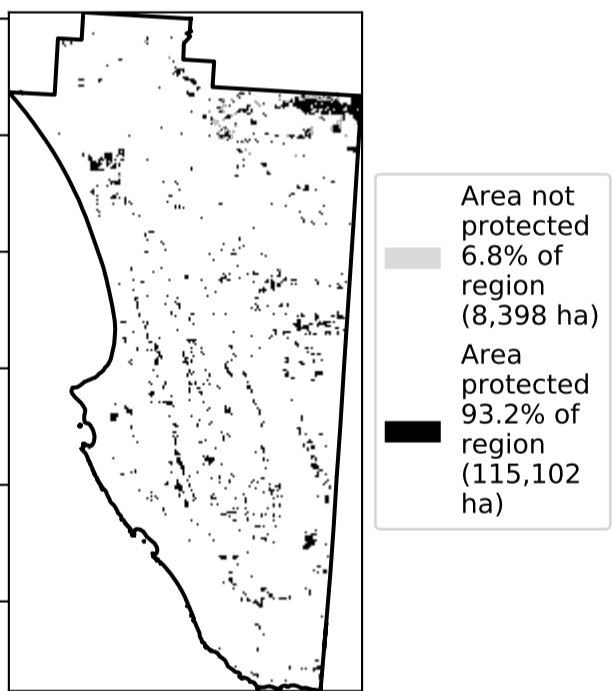 Area not
protected
6.8% of
region
(8,398 ha)
Area
protected
93.2% of
region
(115,102
ha)